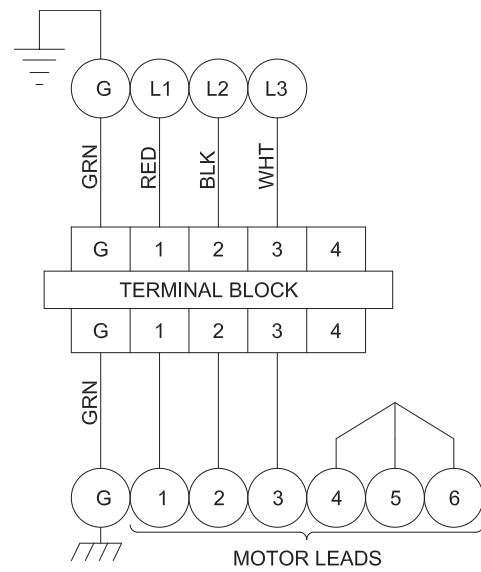 G L1 L2 L3
GRN RED BLK WHT
G 1 2 3 4
TERMINAL BLOCK
G 1 2 3 4
GRN
G 1 2 3 4 5 6
MOTOR LEADS